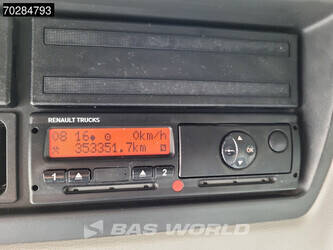 70284793
RENAULT TRUCKS
08 16 0km/h
353351.7km
1 2 OK
BAS WORLD